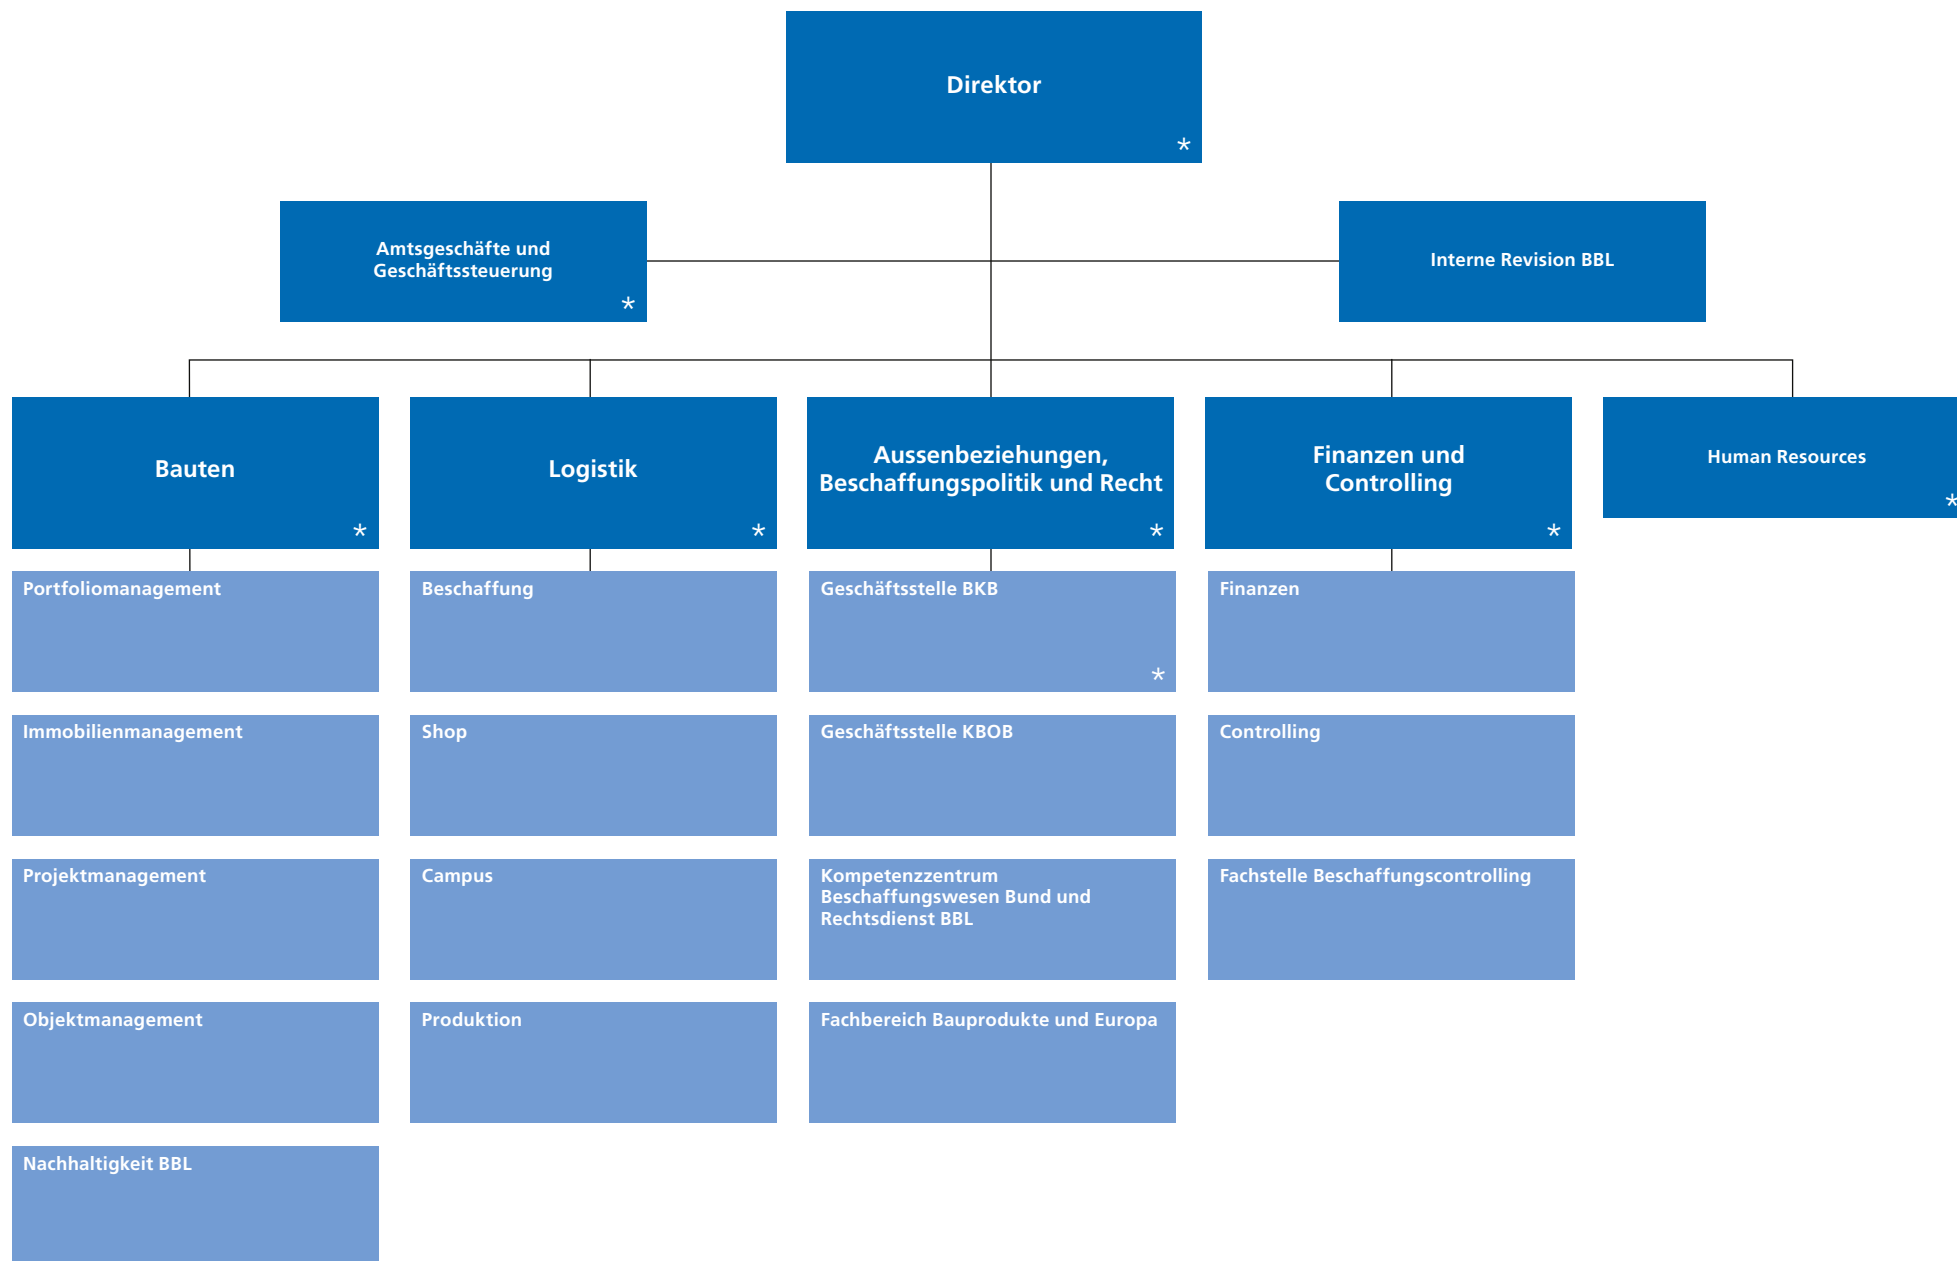 Direktor
*
Amtsgeschäfte und
Geschäftssteuerung
*
Interne Revision BBL
Bauten
*
Logistik
*
Aussenbeziehungen,
Beschaffungspolitik und Recht
*
Finanzen und
Controlling
*
Human Resources
*
Portfoliomanagement
Beschaffung
Geschäftsstelle BKB
*
Finanzen
Immobilienmanagement
Shop
Geschäftsstelle KBOB
Controlling
Projektmanagement
Campus
Kompetenzzentrum
Beschaffungswesen Bund und
Rechtsdienst BBL
Fachstelle Beschaffungscontrolling
Objektmanagement
Produktion
Fachbereich Bauprodukte und Europa
Nachhaltigkeit BBL